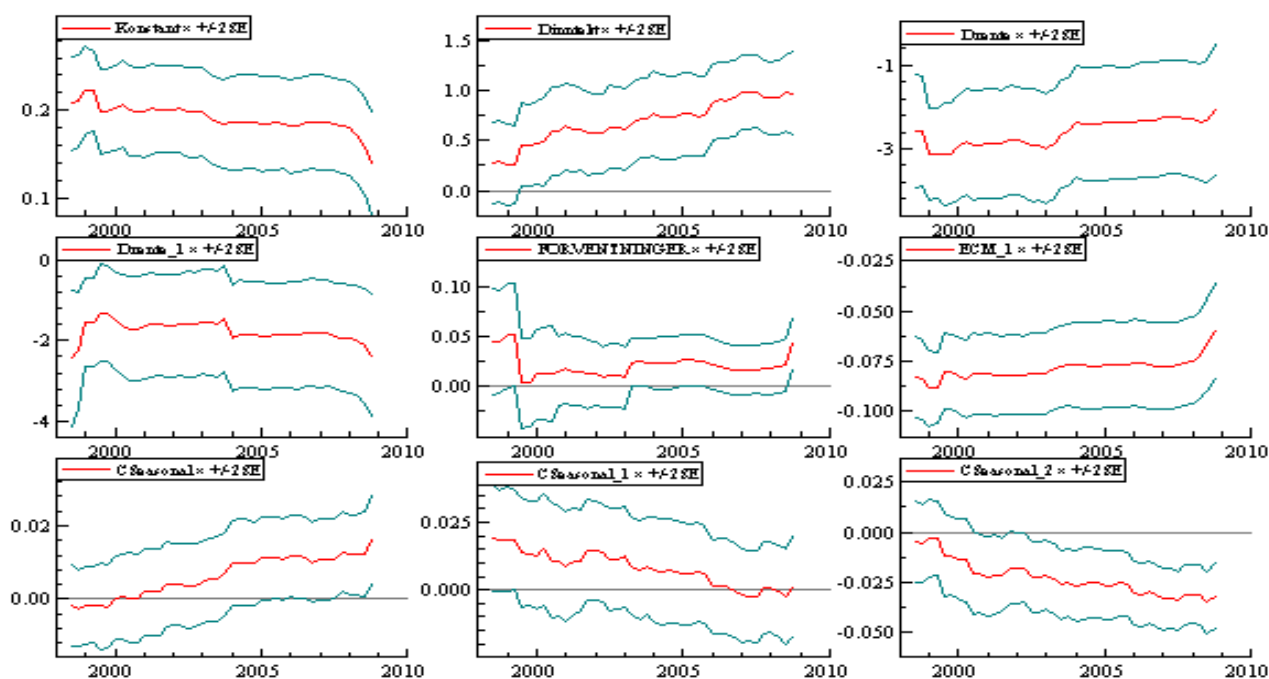 Konstant × +/-2SE
0.2
0.1
2000 2005 2010
Dinntekt × +/-2SE
1.5
1.0
0.5
0.0
2000 2005 2010
Drente × +/-2SE
-1
-3
2000 2005 2010
Drente_1 × +/-2SE
0
-2
-4
2000 2005 2010
FORVENTNINGER × +/-2SE
0.10
0.05
0.00
2000 2005 2010
ECM_1 × +/-2SE
-0.025
-0.050
-0.075
-0.100
2000 2005 2010
CSeasonal × +/-2SE
0.02
0.00
2000 2005 2010
CSeasonal_1 × +/-2SE
0.025
0.000
2000 2005 2010
CSeasonal_2 × +/-2SE
0.025
0.000
-0.025
-0.050
2000 2005 2010